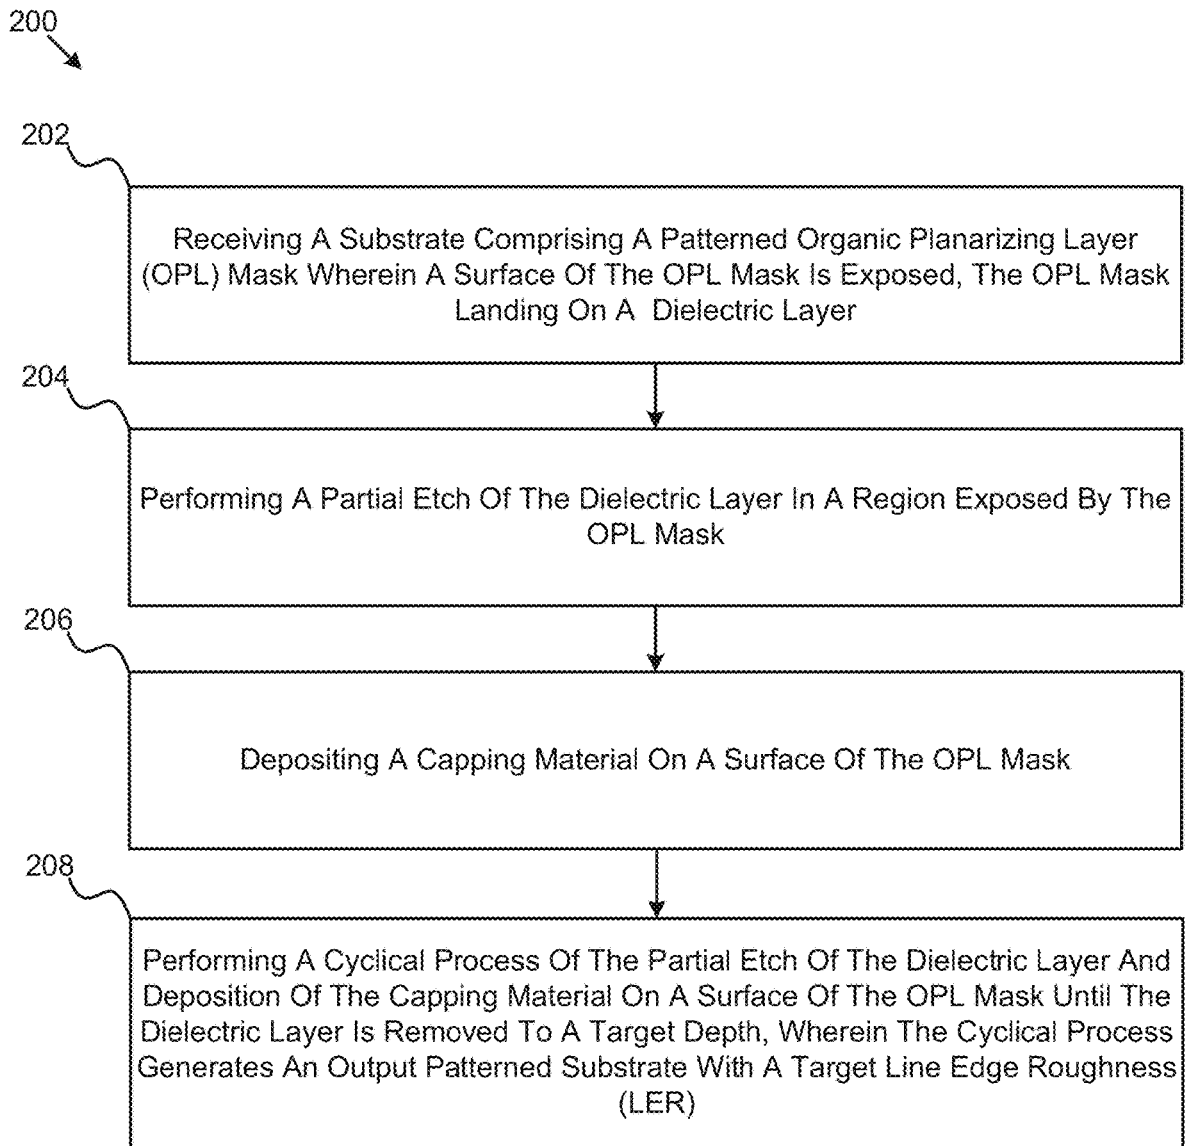 200
202
Receiving A Substrate Comprising A Patterned Organic Planarizing Layer
(OPL) Mask Wherein A Surface Of The OPL Mask Is Exposed, The OPL Mask
Landing On A Dielectric Layer
204
Performing A Partial Etch Of The Dielectric Layer In A Region Exposed By The
OPL Mask
206
Depositing A Capping Material On A Surface Of The OPL Mask
208
Performing A Cyclical Process Of The Partial Etch Of The Dielectric Layer And
Deposition Of The Capping Material On A Surface Of The OPL Mask Until The
Dielectric Layer Is Removed To A Target Depth, Wherein The Cyclical Process
Generates An Output Patterned Substrate With A Target Line Edge Roughness
(LER)